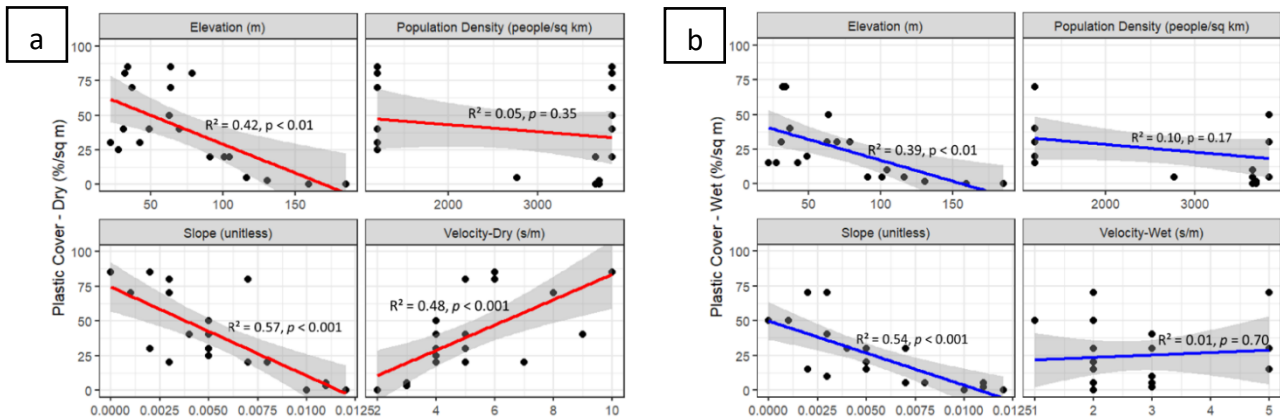 a
Plastic Cover - Dry (%/sq m)
Elevation (m)
Population Density (people/sq km)
100
75
50
25
0
R² = 0.42, p < 0.01
R² = 0.05, p = 0.35
50
100
150
2000
3000
Slope (unitless)
Velocity-Dry (s/m)
100
75
50
25
0
R² = 0.57, p < 0.001
R² = 0.48, p < 0.001
0.0000
0.0025
0.0050
0.0075
0.0100
0.01252
4
6
8
10
b
Plastic Cover - Wet (%/sq m)
Elevation (m)
Population Density (people/sq km)
100
75
50
25
0
R² = 0.39, p < 0.01
R² = 0.10, p = 0.17
50
100
150
2000
3000
Slope (unitless)
Velocity-Wet (s/m)
100
75
50
25
0
R² = 0.54, p < 0.001
R² = 0.01, p = 0.70
0.0000
0.0025
0.0050
0.0075
0.0100
0.01251
2
3
4
5